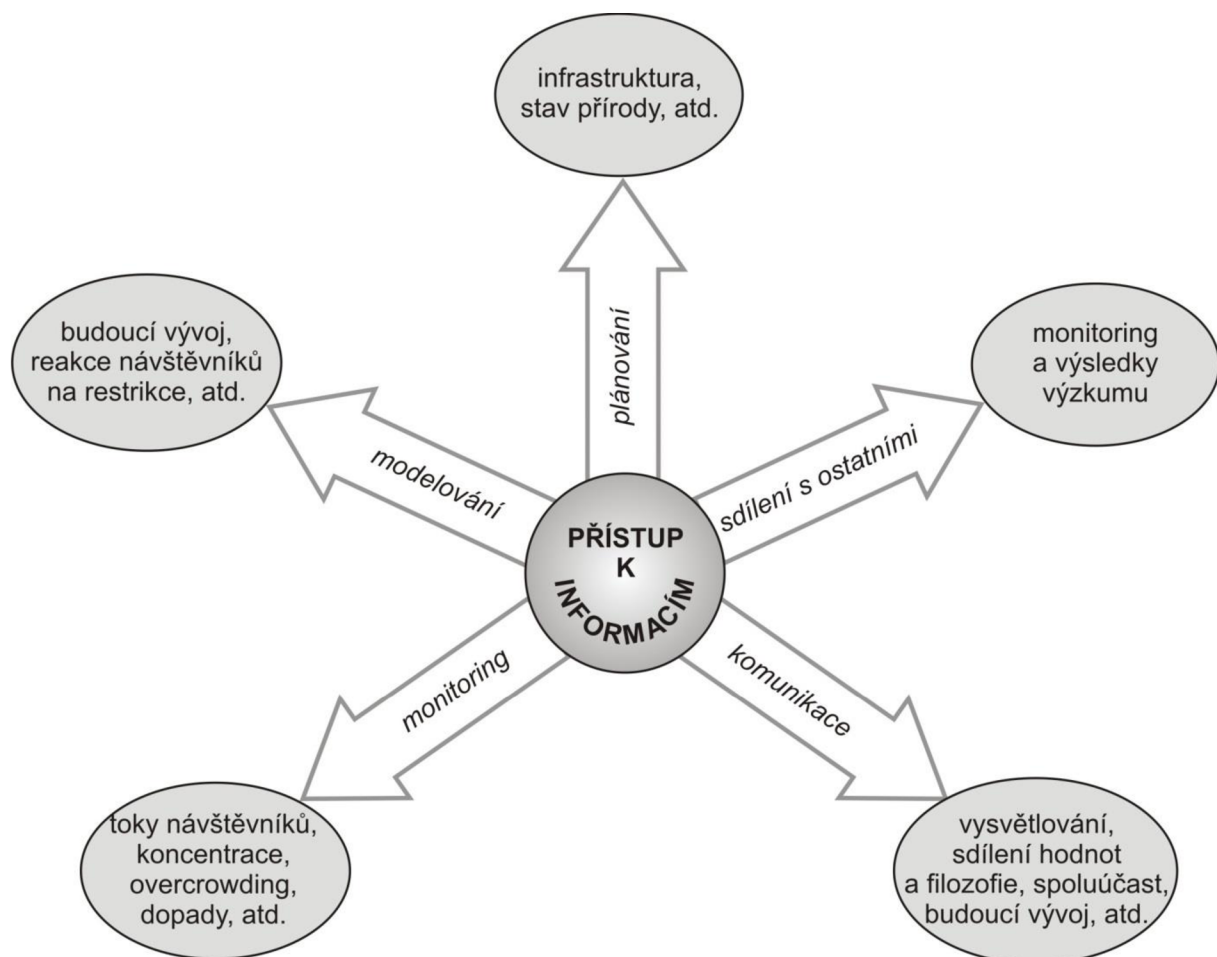 infrastruktura,
stav přírody, atd.
plánování
budoucí vývoj,
reakce návštěvníků
na restrikce, atd.
modelování
monitoring
a výsledky
výzkumu
sdílení s ostatními
PŘÍSTUP
K
INFORMACÍM
monitoring
toky návštěvníků,
koncentrace,
overcrowding,
dopady, atd.
komunikace
vysvětlování,
sdílení hodnot
a filozofie, spoluúčast,
budoucí vývoj, atd.